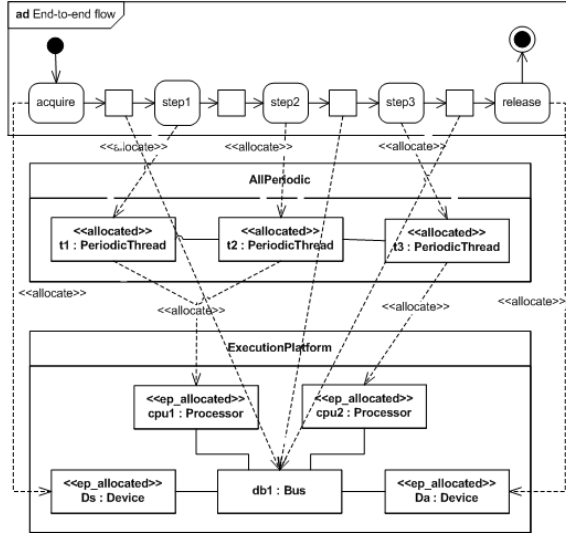 ad End-to-end flow
acquire
step1
step2
step3
release
<<allocate>>
<<allocate>>
<<allocate>>
AllPeriodic
<<allocated>>
t1 : PeriodicThread
<<allocated>>
t2 : PeriodicThread
<<allocated>>
t3 : PeriodicThread
<<allocate>>
<<allocate>>
<<allocate>>
<<allocate>>
ExecutionPlatform
<<ep_allocated>>
cpu1 : Processor
<<ep_allocated>>
cpu2 : Processor
<<ep_allocated>>
Ds : Device
db1 : Bus
<<ep_allocated>>
Da : Device